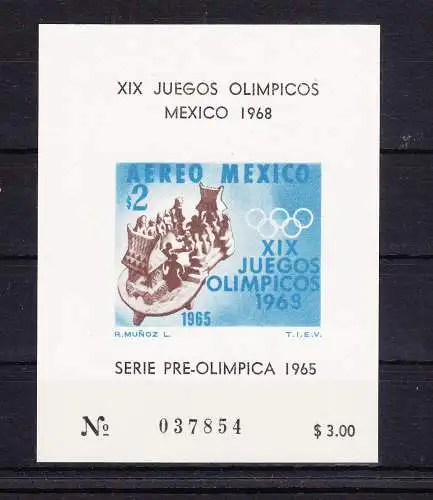 XIX JUEGOS OLIMPICOS
MEXICO 1968
AEREO MEXICO
$2
XIX
JUEGOS
OLIMPICOS
1968
1965
R.MUÑOZ L. T.I.E.V.
SERIE PRE-OLIMPICA 1965
№ 037854 $ 3.00